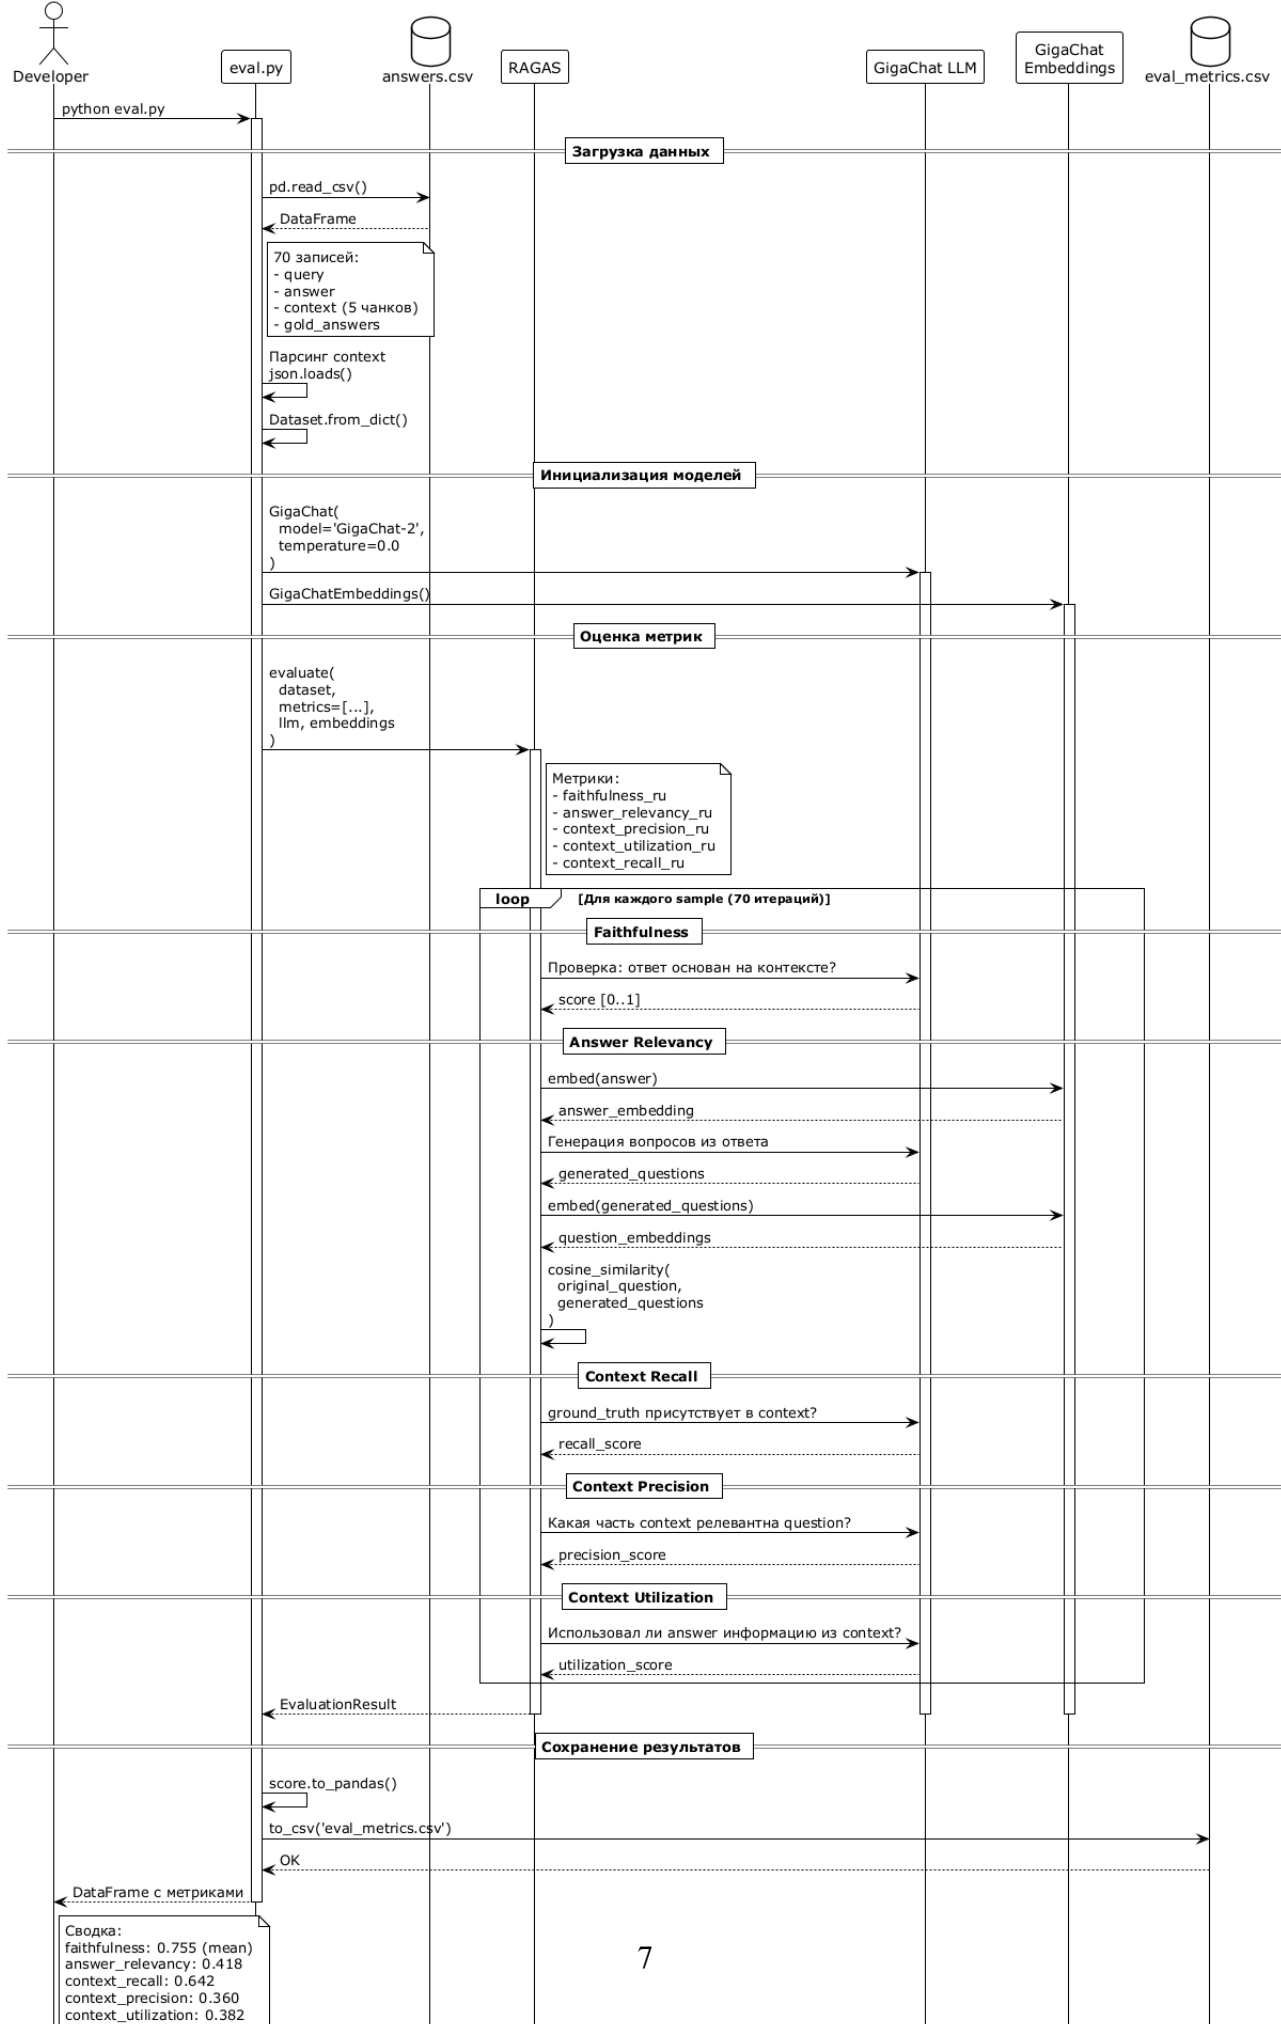 Developer
eval.py
answers.csv
RAGAS
GigaChat LLM
GigaChat
Embeddings
eval_metrics.csv
python eval.py
Загрузка данных
pd.read_csv()
DataFrame
70 записей:
- query
- answer
- context (5 чанков)
- gold_answers
Парсинг context
json.loads()
Dataset.from_dict()
Инициализация моделей
GigaChat(
model='GigaChat-2',
temperature=0.0
)
GigaChatEmbeddings()
Оценка метрик
evaluate(
dataset,
metrics=[...],
llm, embeddings
)
Метрики:
- faithfulness_ru
- answer_relevancy_ru
- context_precision_ru
- context_utilization_ru
- context_recall_ru
loop [Для каждого sample (70 итераций)]
Faithfulness
Проверка: ответ основан на контексте?
score [0..1]
Answer Relevancy
embed(answer)
answer_embedding
Генерация вопросов из ответа
generated_questions
embed(generated_questions)
question_embeddings
cosine_similarity(
original_question,
generated_questions
)
Context Recall
ground_truth присутствует в context?
recall_score
Context Precision
Какая часть context релевантна question?
precision_score
Context Utilization
Использовал ли answer информацию из context?
utilization_score
EvaluationResult
Сохранение результатов
score.to_pandas()
to_csv('eval_metrics.csv')
OK
DataFrame с метриками
Сводка:
faithfulness: 0.755 (mean)
answer_relevancy: 0.418
context_recall: 0.642
context_precision: 0.360
context_utilization: 0.382
7